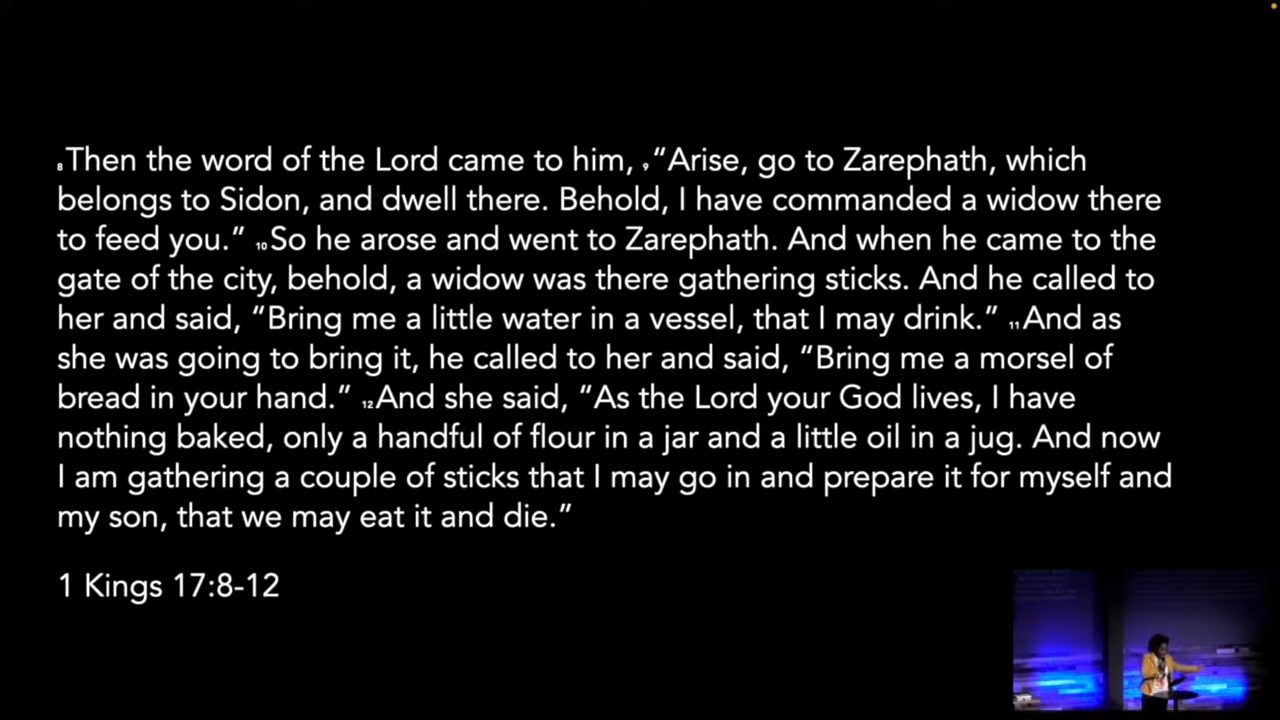 8Then the word of the Lord came to him, 9“Arise, go to Zarephath, which
belongs to Sidon, and dwell there. Behold, I have commanded a widow there
to feed you.” 10So he arose and went to Zarephath. And when he came to the
gate of the city, behold, a widow was there gathering sticks. And he called to
her and said, “Bring me a little water in a vessel, that I may drink.” 11And as
she was going to bring it, he called to her and said, “Bring me a morsel of
bread in your hand.” 12And she said, “As the Lord your God lives, I have
nothing baked, only a handful of flour in a jar and a little oil in a jug. And now
I am gathering a couple of sticks that I may go in and prepare it for myself and
my son, that we may eat it and die.”
1 Kings 17:8-12